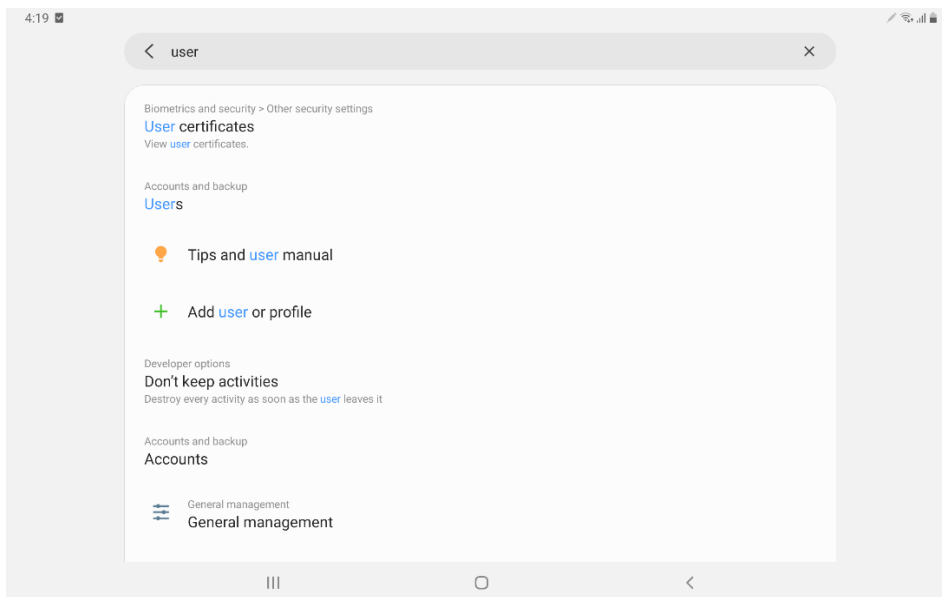 4:19
user
Biometrics and security > Other security settings
User certificates
View user certificates.
Accounts and backup
Users
Tips and user manual
Add user or profile
Developer options
Don't keep activities
Destroy every activity as soon as the user leaves it
Accounts and backup
Accounts
General management
General management